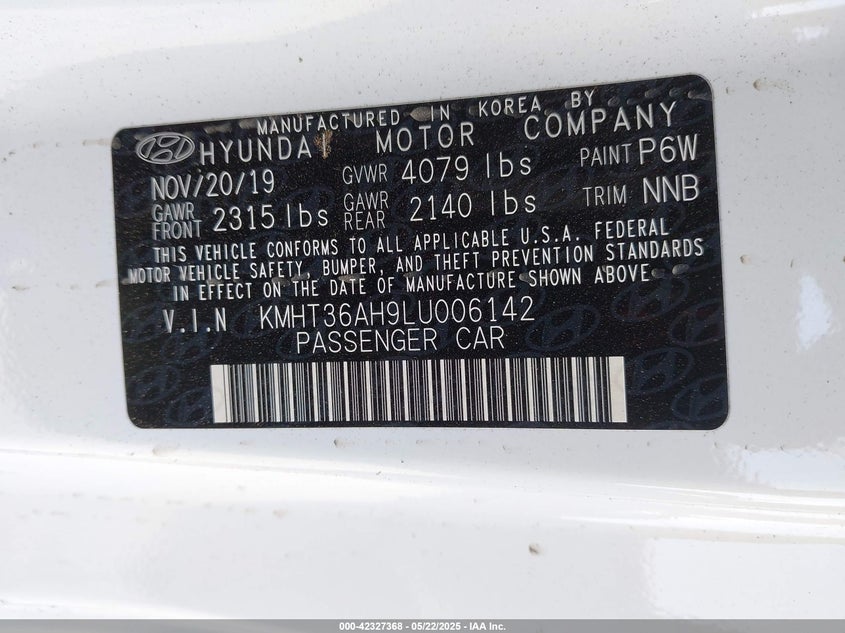 MANUFACTURED IN KOREA BY
HYUNDAI MOTOR COMPANY
NOV/20/19 GVWR 4079 lbs PAINT P6W
GAWR FRONT 2315 lbs GAWR REAR 2140 lbs TRIM NNB
THIS VEHICLE CONFORMS TO ALL APPLICABLE U.S.A. FEDERAL
MOTOR VEHICLE SAFETY, BUMPER, AND THEFT PREVENTION STANDARDS
IN EFFECT ON THE DATE OF MANUFACTURE SHOWN ABOVE
V.I.N KMHT36AH9LU006142
PASSENGER CAR
000-42327368 - 05/22/2025 - IAA Inc.